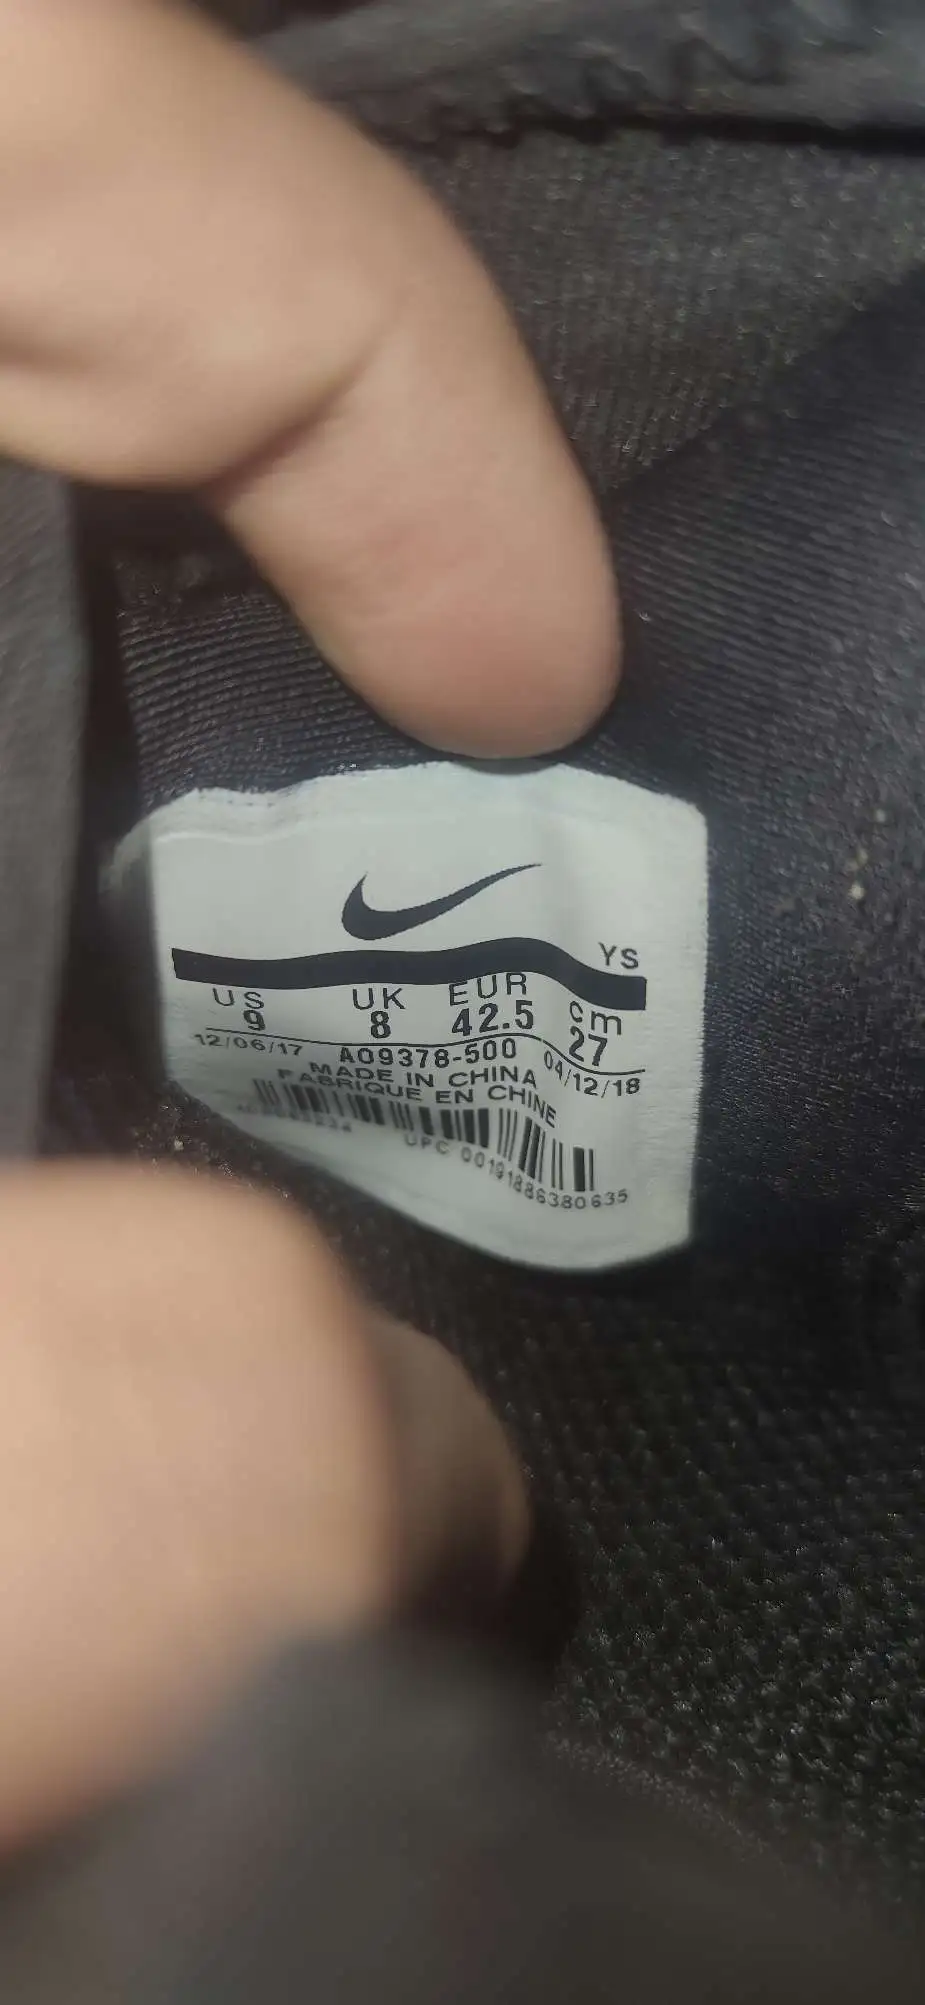 YS
US UK EUR cm
9 8 42.5 27
12/06/17 AO9378-500 04/12/18
MADE IN CHINA
FABRIQUE EN CHINE
UPC 00191886380635